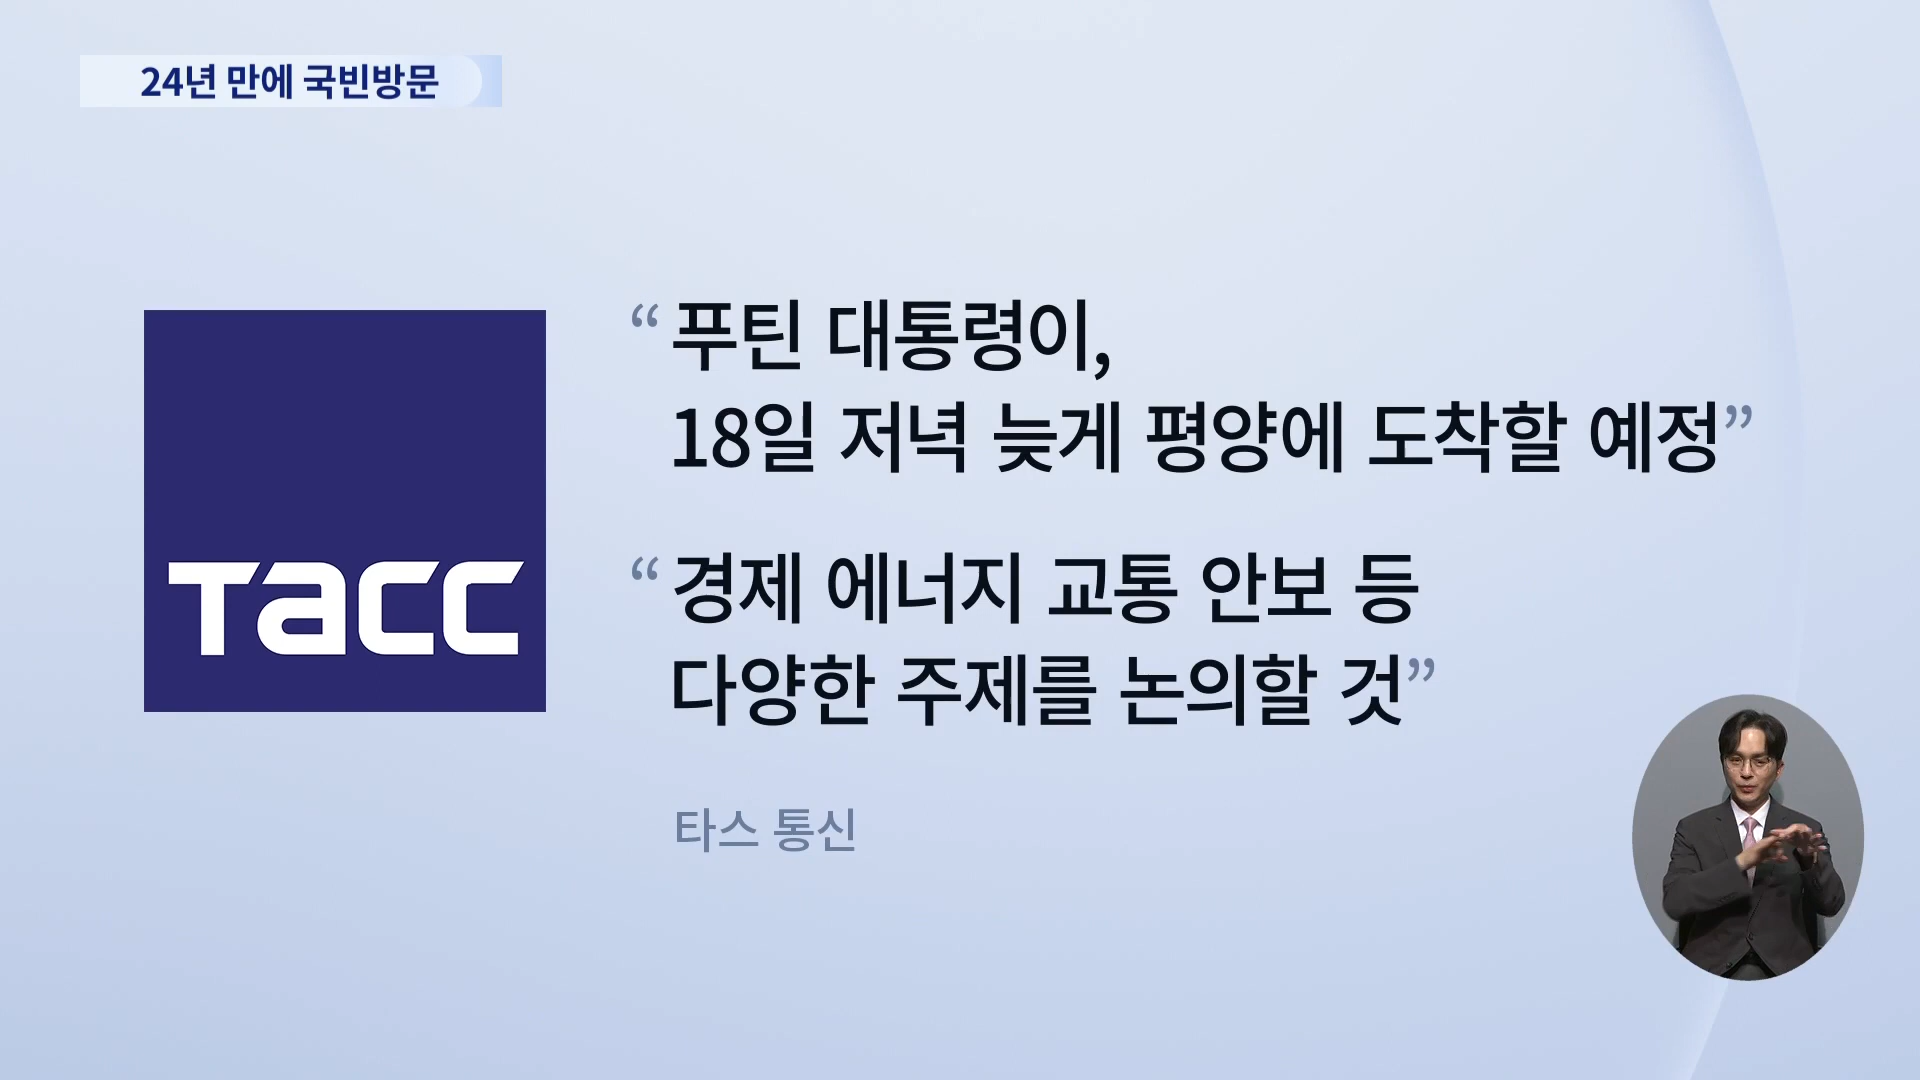 24년 만에 국빈방문
“푸틴 대통령이,
18일 저녁 늦게 평양에 도착할 예정”
“경제 에너지 교통 안보 등
다양한 주제를 논의할 것”
타스 통신
тасс